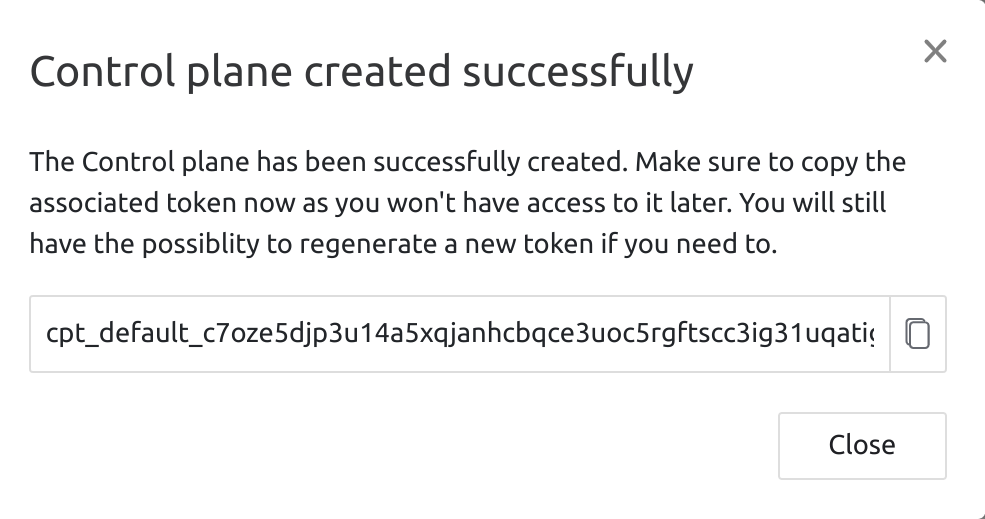 Control plane created successfully
The Control plane has been successfully created. Make sure to copy the
associated token now as you won't have access to it later. You will still
have the possiblity to regenerate a new token if you need to.
cpt_default_c7oze5djp3u14a5xqjanhcbqce3uoc5rgftscc3ig31uqatig
Close